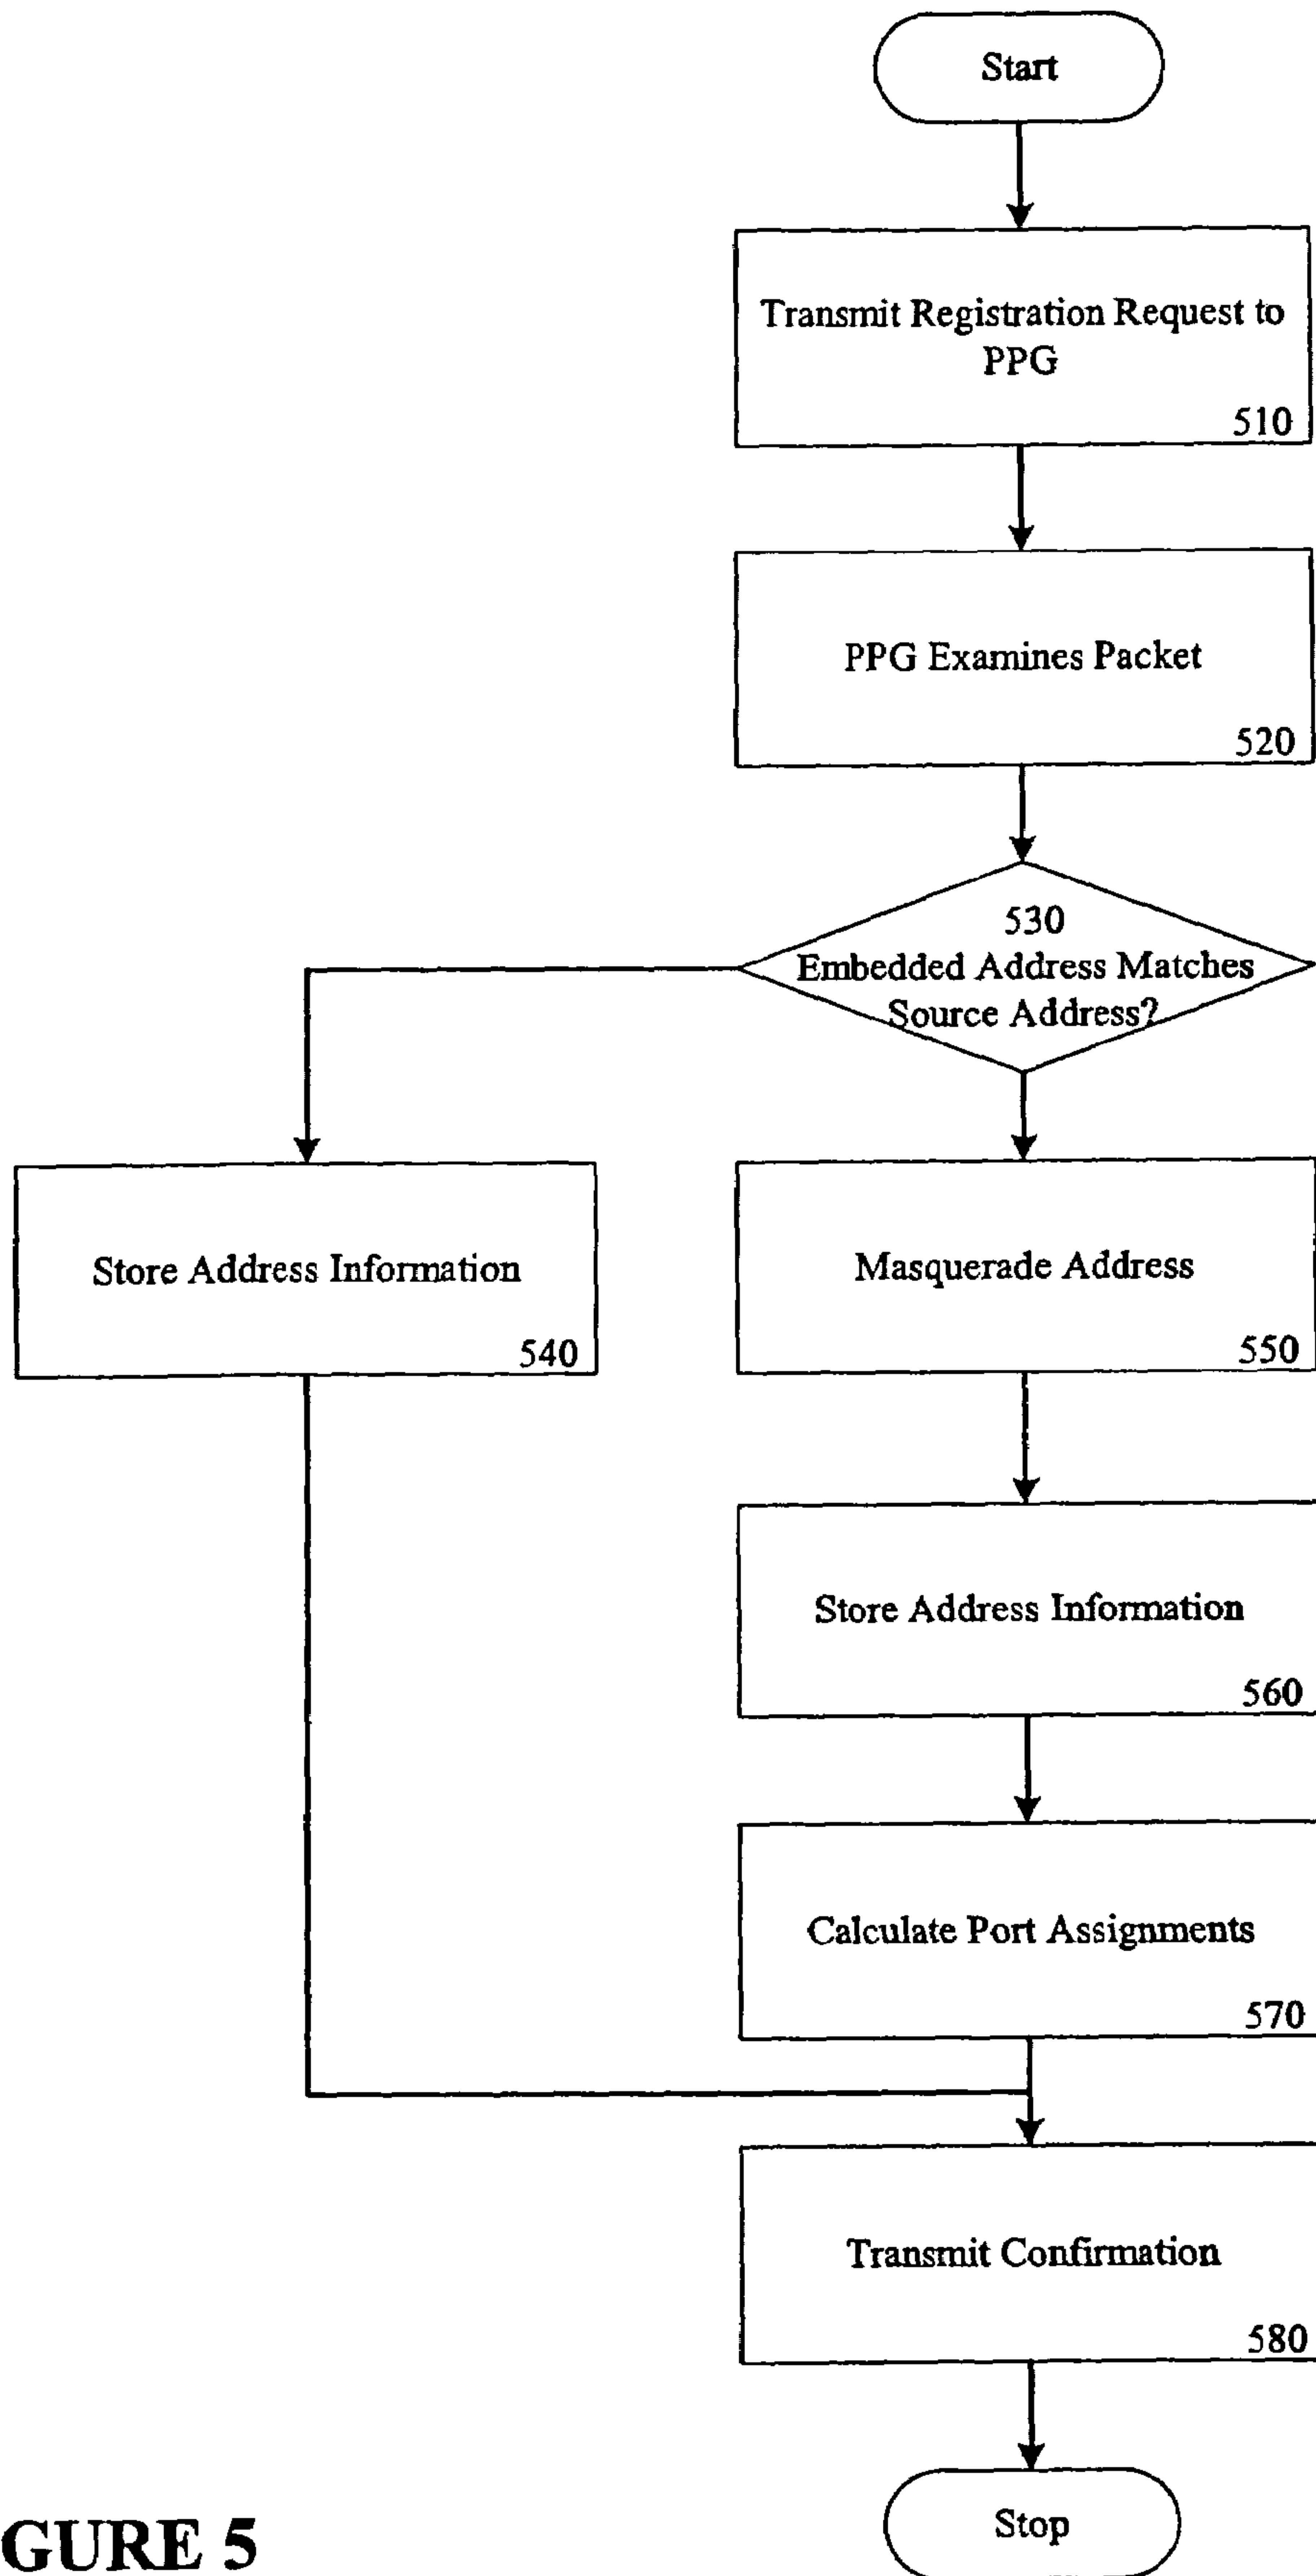 Start
Transmit Registration Request to
PPG
510
PPG Examines Packet
520
530
Embedded Address Matches
Source Address?
Store Address Information
540
Masquerade Address
550
Store Address Information
560
Calculate Port Assignments
570
Transmit Confirmation
580
Stop
GURE 5